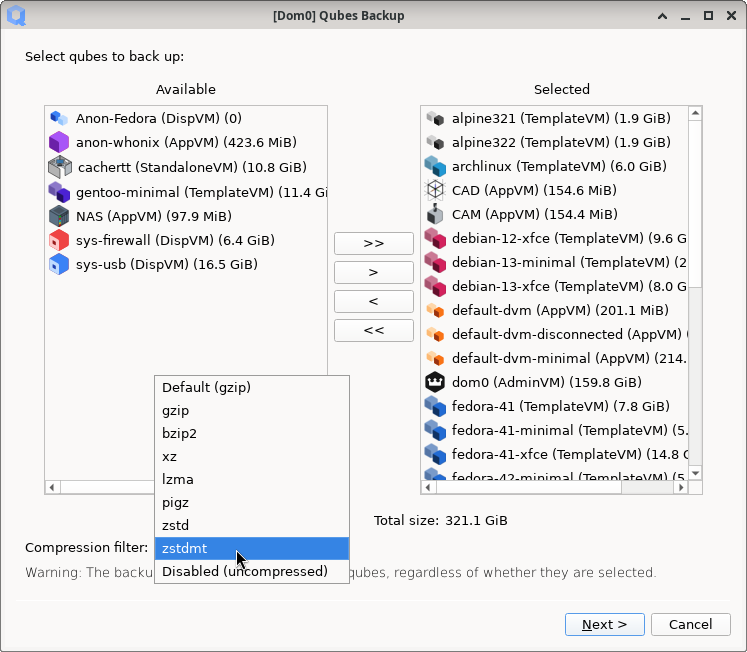 [Dom0] Qubes Backup
Select qubes to back up:
Available
Anon-Fedora (DispVM) (0)
anon-whonix (AppVM) (423.6 MiB)
cachertt (StandaloneVM) (10.8 GiB)
gentoo-minimal (TemplateVM) (11.4 Gi
NAS (AppVM) (97.9 MiB)
sys-firewall (DispVM) (6.4 GiB)
sys-usb (DispVM) (16.5 GiB)
>>
>
<
<<
Selected
alpine321 (TemplateVM) (1.9 GiB)
alpine322 (TemplateVM) (1.9 GiB)
archlinux (TemplateVM) (6.0 GiB)
CAD (AppVM) (154.6 MiB)
CAM (AppVM) (154.4 MiB)
debian-12-xfce (TemplateVM) (9.6 G
debian-13-minimal (TemplateVM) (2
debian-13-xfce (TemplateVM) (8.0 G
default-dvm (AppVM) (201.1 MiB)
default-dvm-disconnected (AppVM) (
default-dvm-minimal (AppVM) (214.
dom0 (AdminVM) (159.8 GiB)
fedora-41 (TemplateVM) (7.8 GiB)
fedora-41-minimal (TemplateVM) (5.
fedora-41-xfce (TemplateVM) (14.8 G
fedora-42-minimal (TemplateVM) (5
Total size: 321.1 GiB
Compression filter:
Default (gzip)
gzip
bzip2
xz
lzma
pigz
zstd
zstdmt
Disabled (uncompressed)
Warning: The backu qubes, regardless of whether they are selected.
Next >
Cancel